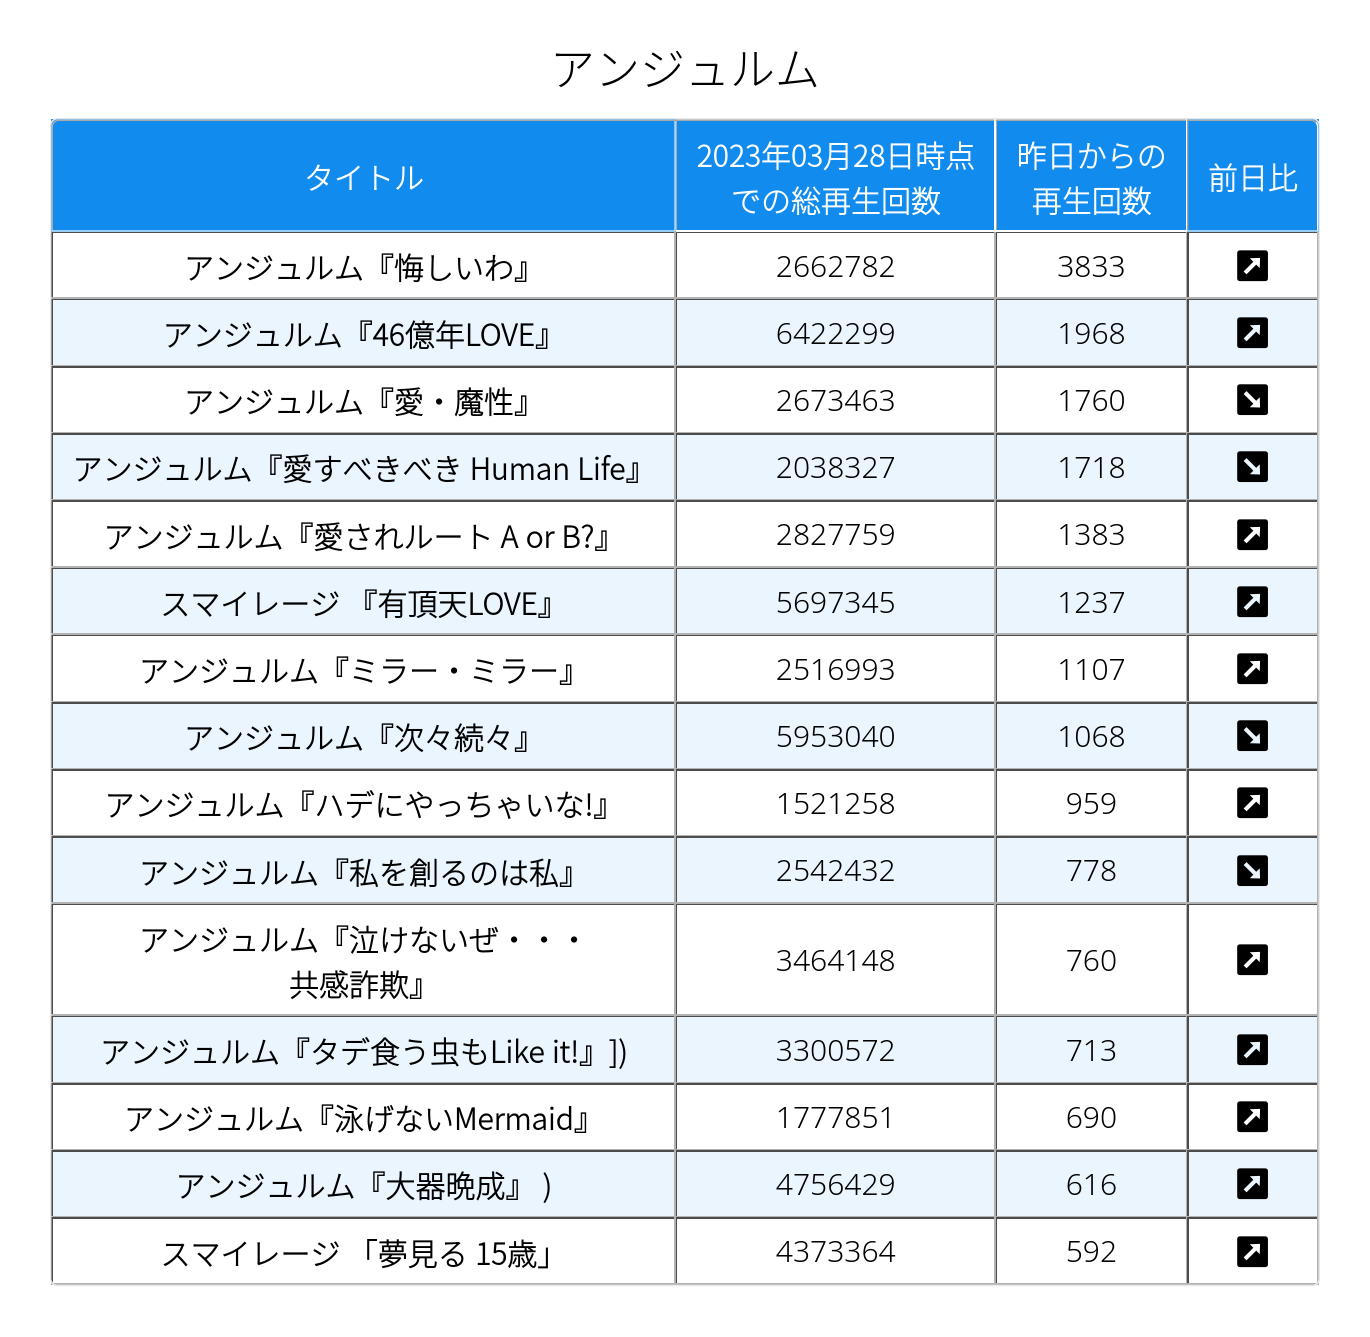 アンジュルム
タイトル
2023年03月28日時点
での総再生回数
昨日からの
再生回数
前日比
アンジュルム『悔しいわ』 2662782 3833
アンジュルム『46億年LOVE』 6422299 1968
アンジュルム『愛・魔性』 2673463 1760
アンジュルム『愛すべきべき Human Life』 2038327 1718
アンジュルム『愛されルート A or B?』 2827759 1383
スマイレージ 『有頂天LOVE』 5697345 1237
アンジュルム『ミラー・ミラー』 2516993 1107
アンジュルム『次々続々』 5953040 1068
アンジュルム『ハデにやっちゃいな!』 1521258 959
アンジュルム『私を創るのは私』 2542432 778
アンジュルム『泣けないぜ・・・
共感詐欺』 3464148 760
アンジュルム『タデ食う虫もLike it!』]) 3300572 713
アンジュルム『泳げないMermaid』 1777851 690
アンジュルム『大器晩成』 ) 4756429 616
スマイレージ 「夢見る 15歳」 4373364 592